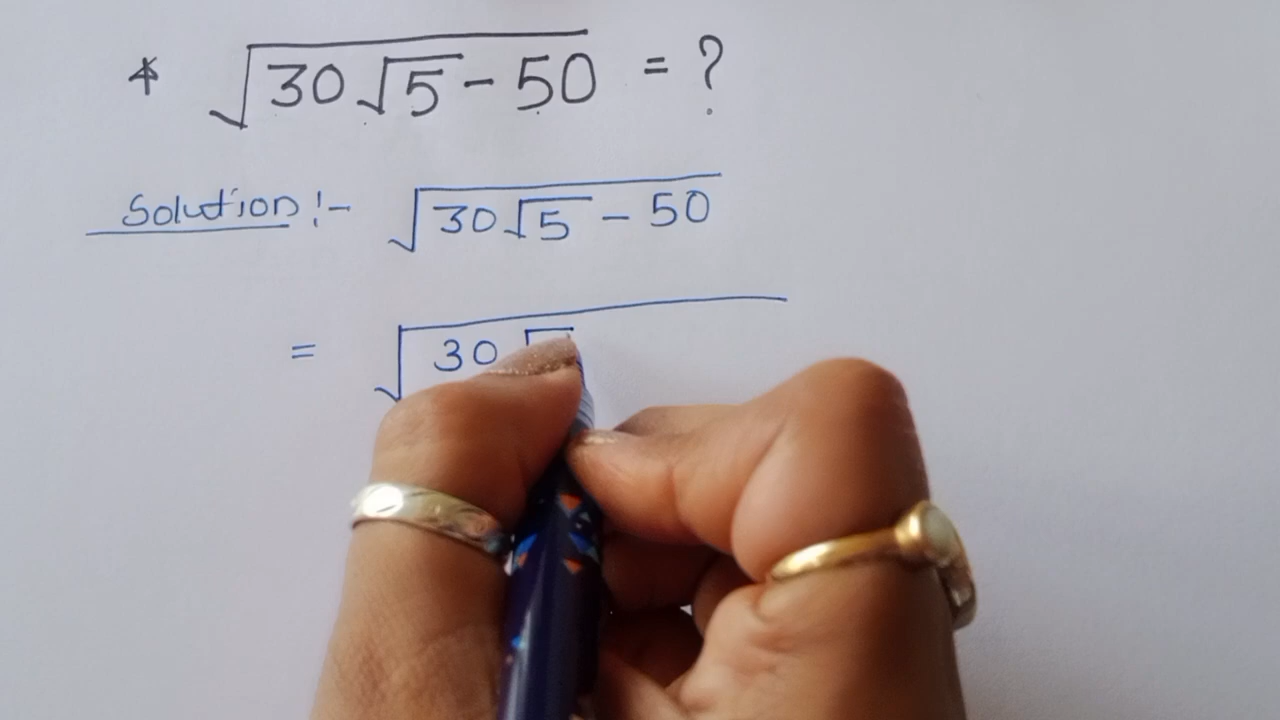 * √(30√5 - 50) = ?
Solution :- √(30√5 - 50)
= √(30√